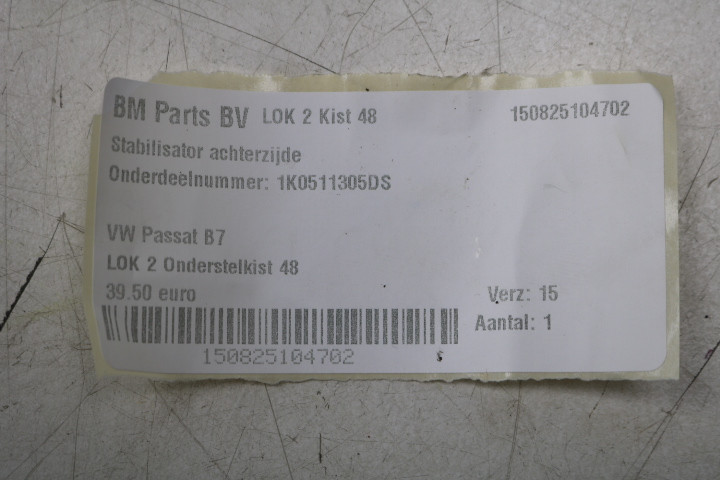 BM Parts BV LOK 2 Kist 48 150825104702
Stabilisator achterzijde
Onderdeelnummer: 1K0511305DS
VW Passat B7
LOK 2 Onderstelkist 48
39.50 euro Verz: 15
Aantal: 1
150825104702